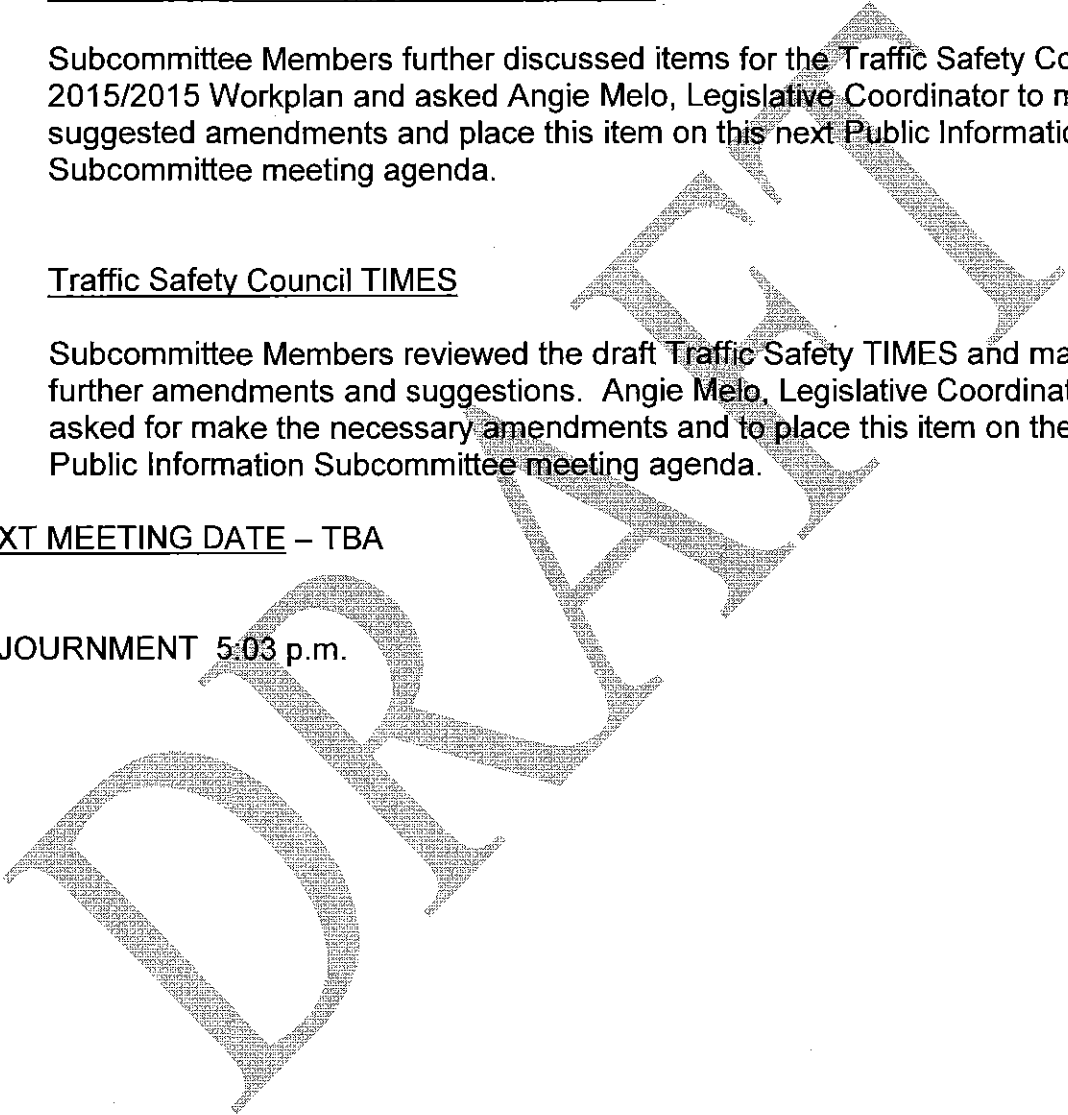 Subcommittee Members further discussed items for the Traffic Safety Co
2015/2015 Workplan and asked Angie Melo, Legislative Coordinator to m
suggested amendments and place this item on this next Public Informatio
Subcommittee meeting agenda.
Traffic Safety Council TIMES
Subcommittee Members reviewed the draft Traffic Safety TIMES and ma
further amendments and suggestions. Angie Melo, Legislative Coordinat
asked for make the necessary amendments and to place this item on the
Public Information Subcommittee meeting agenda.
XT MEETING DATE – TBA
JOURNMENT 5:03 p.m.
DRAFT